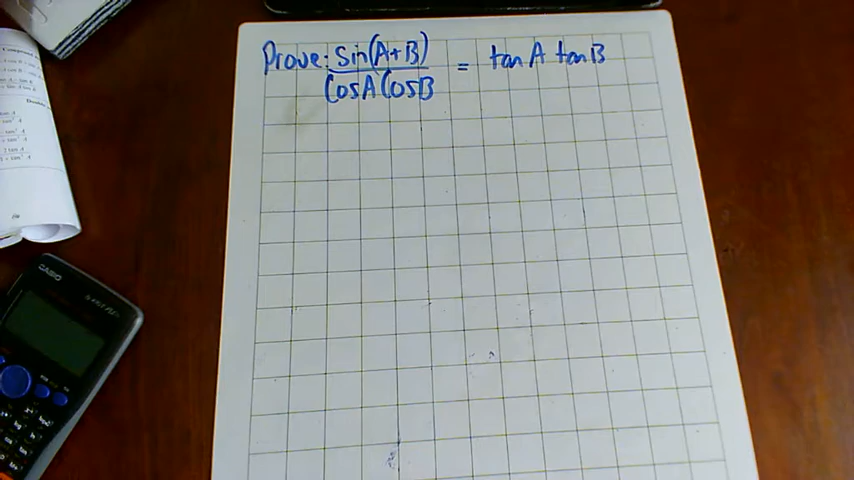 Prove: sin(A+B) / CosA CosB = tan A tan B
CASIO